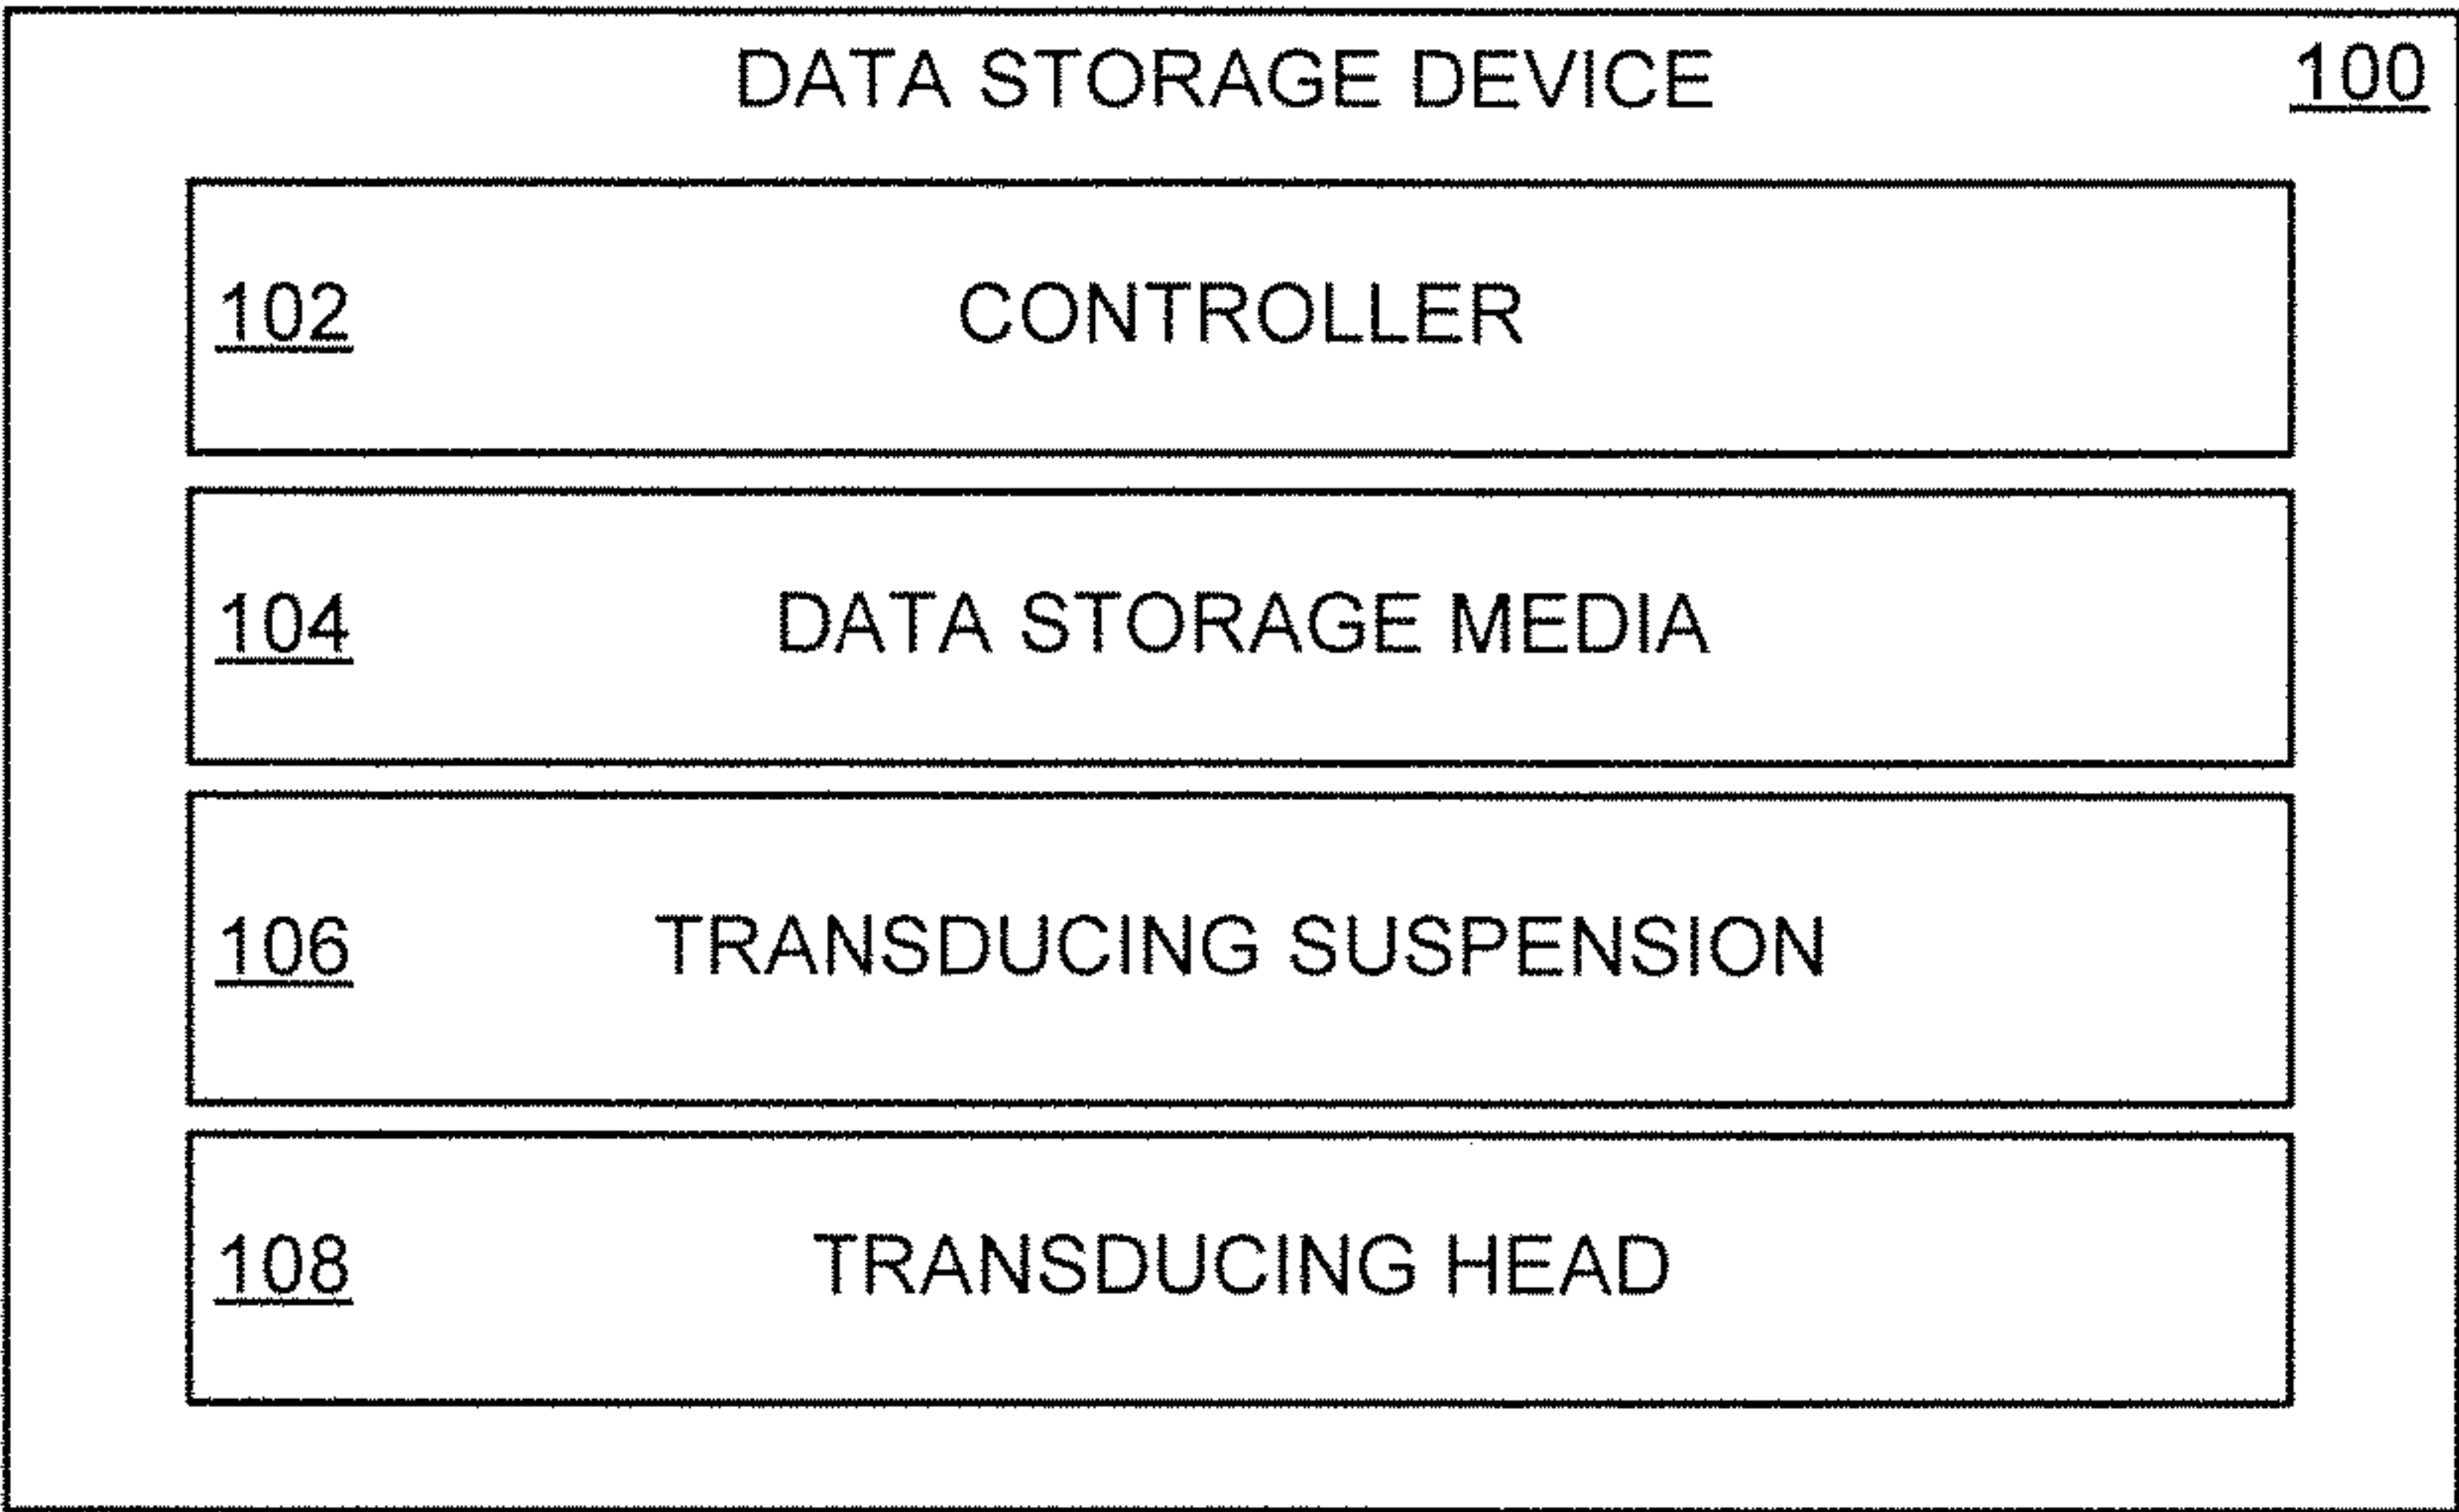 DATA STORAGE DEVICE 100
102 CONTROLLER
104 DATA STORAGE MEDIA
106 TRANSDUCING SUSPENSION
108 TRANSDUCING HEAD